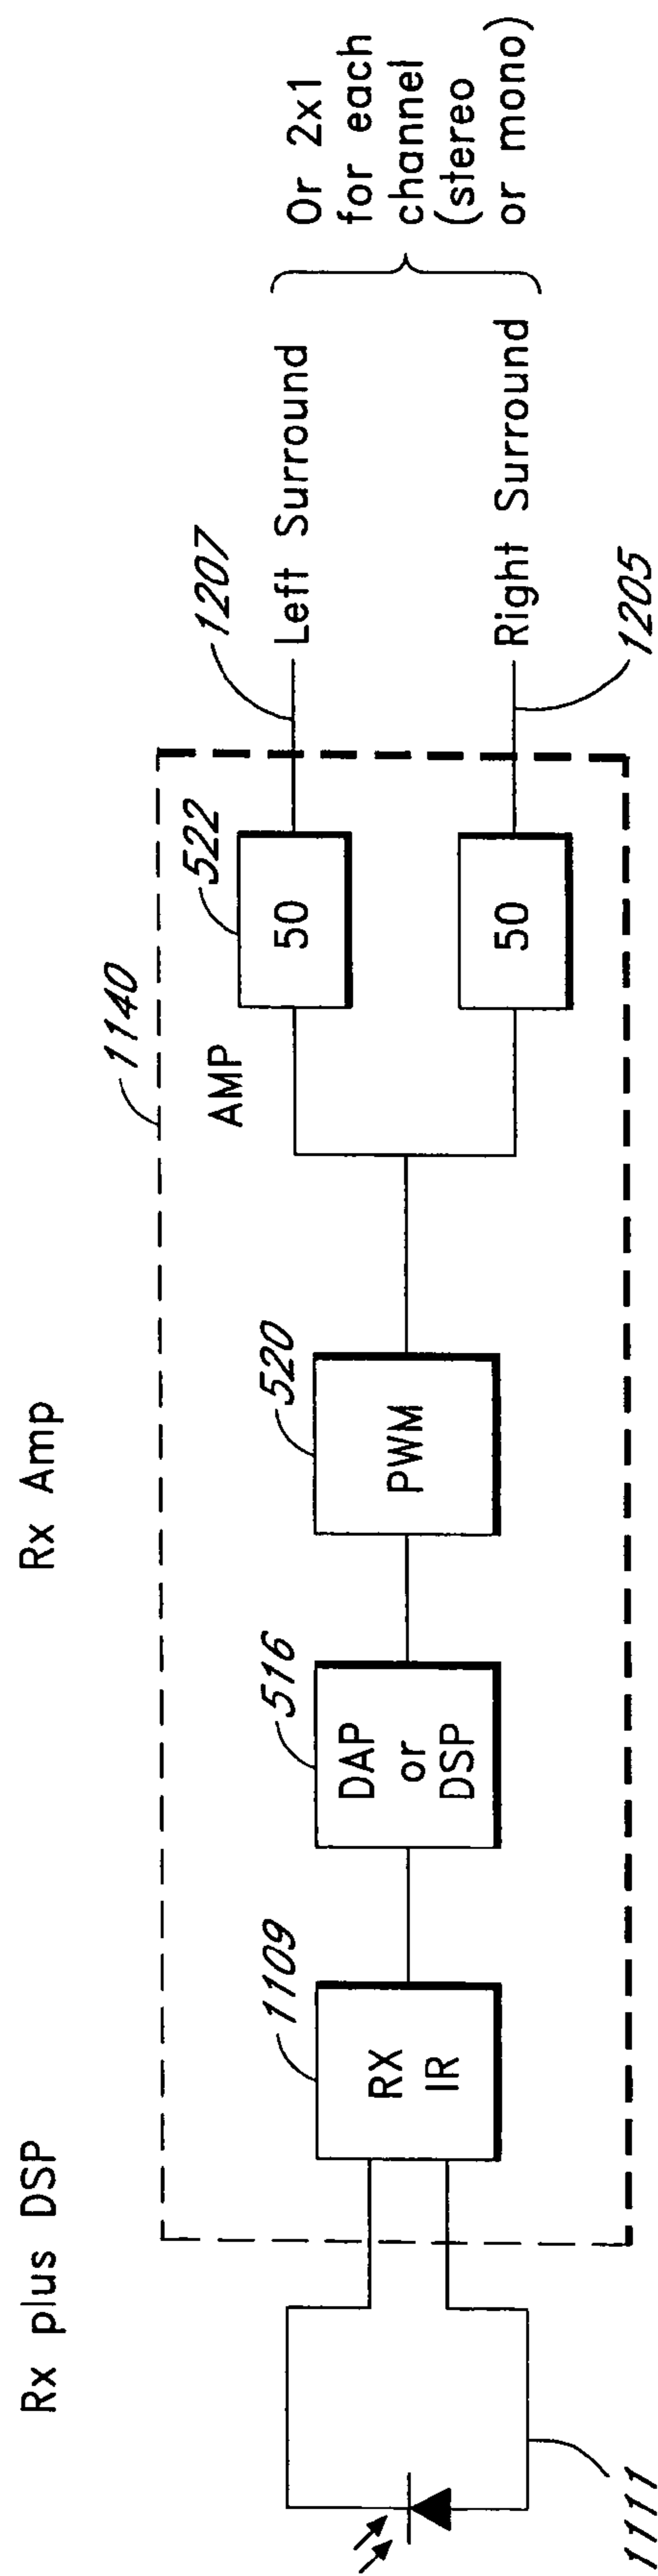 Rx plus DSP
Rx Amp
1111
1109
RX
IR
516
DAP
or
DSP
520
PWM
1140
AMP
522
50
50
1207
Left Surround
Right Surround
1205
Or 2x1
for each
channel
(stereo
or mono)